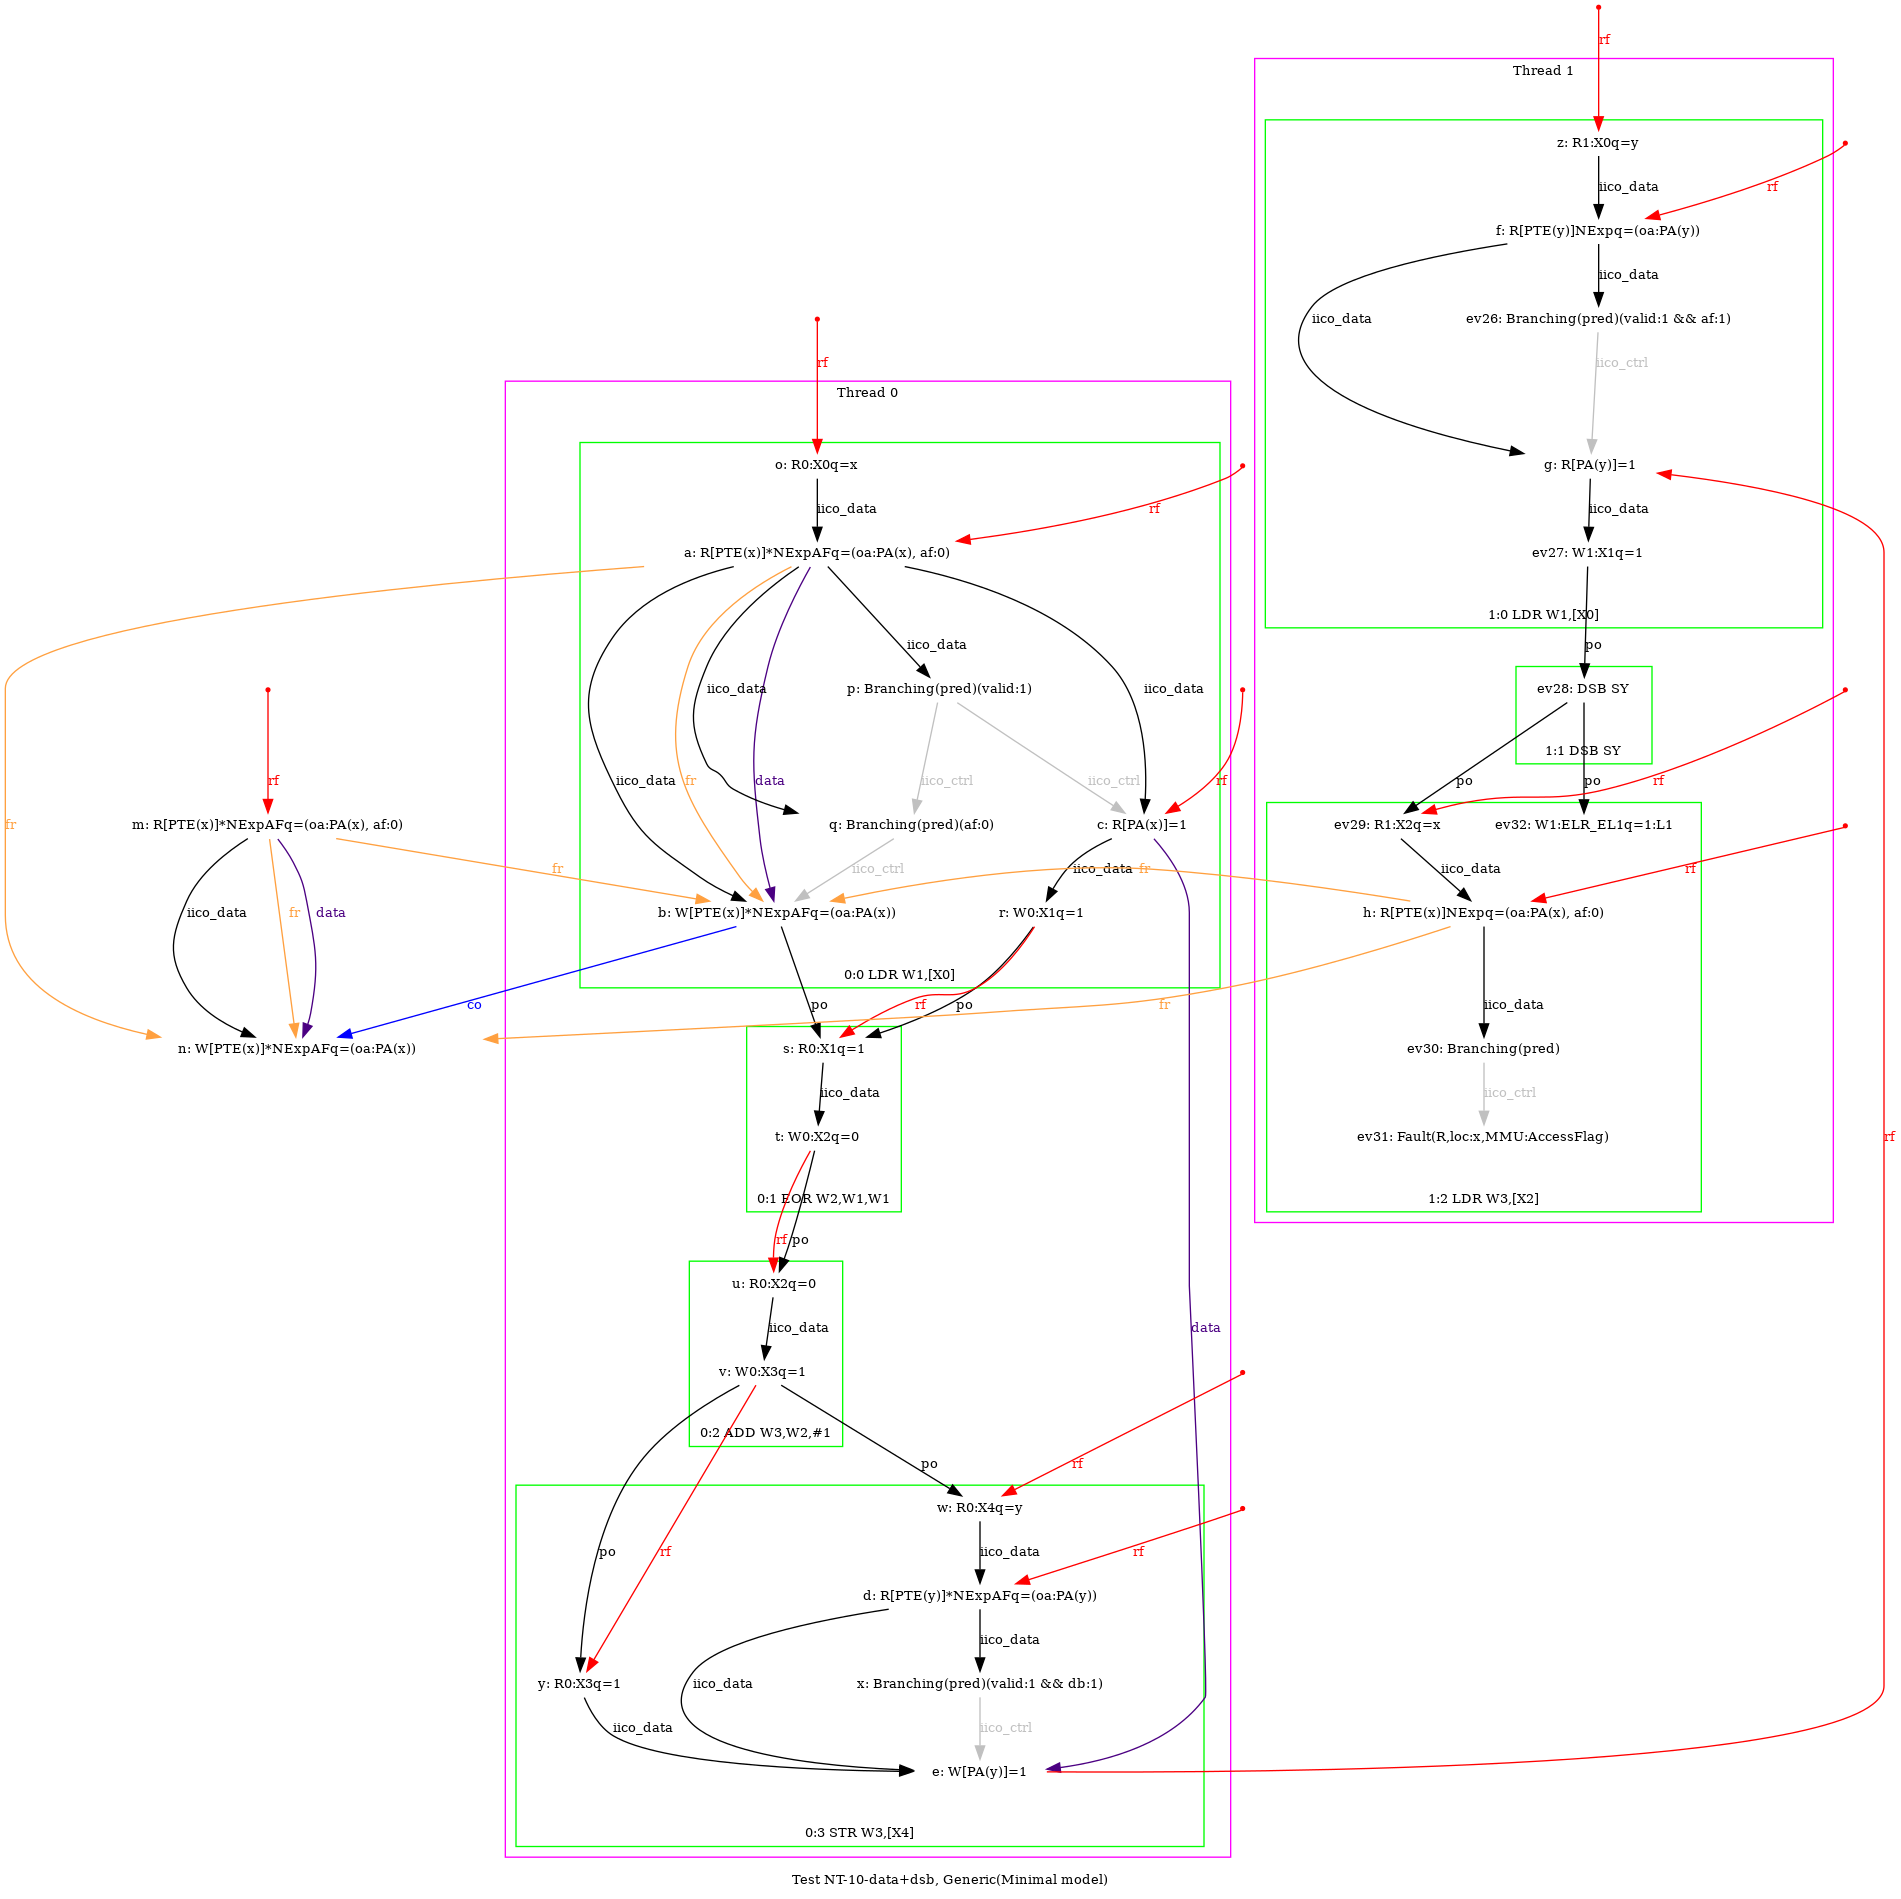 rf
Thread 1
z: R1:X0q=y
iico_data
rf
f: R[PTE(y)]NExpq=(oa:PA(y))
iico_data
iico_data
ev26: Branching(pred)(valid:1 && af:1)
iico_ctrl
g: R[PA(y)]=1
iico_data
ev27: W1:X1q=1
1:0 LDR W1,[X0]
po
ev28: DSB SY
1:1 DSB SY
po
po
rf
ev29: R1:X2q=x
ev32: W1:ELR_EL1q=1:L1
iico_data
rf
h: R[PTE(x)]NExpq=(oa:PA(x), af:0)
iico_data
ev30: Branching(pred)
iico_ctrl
ev31: Fault(R,loc:x,MMU:AccessFlag)
1:2 LDR W3,[X2]
rf
rf
Thread 0
o: R0:X0q=x
iico_data
rf
a: R[PTE(x)]*NExpAFq=(oa:PA(x), af:0)
iico_data
iico_data
iico_data
p: Branching(pred)(valid:1)
iico_data
fr
data
iico_ctrl
iico_ctrl
rf
q: Branching(pred)(af:0)
c: R[PA(x)]=1
iico_ctrl
iico_data
fr
b: W[PTE(x)]*NExpAFq=(oa:PA(x))
r: W0:X1q=1
0:0 LDR W1,[X0]
fr
rf
m: R[PTE(x)]*NExpAFq=(oa:PA(x), af:0)
fr
iico_data
fr
data
co
n: W[PTE(x)]*NExpAFq=(oa:PA(x))
po
rf
po
fr
s: R0:X1q=1
iico_data
t: W0:X2q=0
0:1 EOR W2,W1,W1
rf
po
u: R0:X2q=0
iico_data
v: W0:X3q=1
0:2 ADD W3,W2,#1
data
po
rf
po
rf
w: R0:X4q=y
iico_data
rf
d: R[PTE(y)]*NExpAFq=(oa:PA(y))
iico_data
iico_data
y: R0:X3q=1
x: Branching(pred)(valid:1 && db:1)
iico_data
iico_ctrl
e: W[PA(y)]=1
0:3 STR W3,[X4]
Test NT-10-data+dsb, Generic(Minimal model)